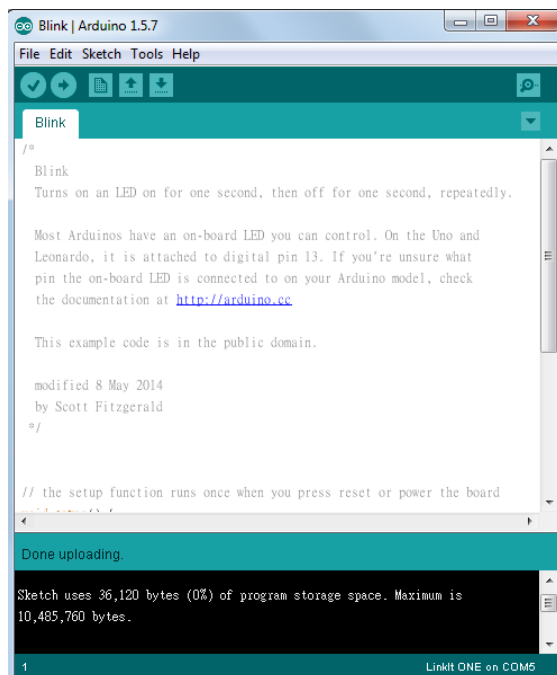 Blink | Arduino 1.5.7
File Edit Sketch Tools Help
Blink
/*
Blink
Turns on an LED on for one second, then off for one second, repeatedly.
Most Arduinos have an on-board LED you can control. On the Uno and
Leonardo, it is attached to digital pin 13. If you're unsure what
pin the on-board LED is connected to on your Arduino model, check
the documentation at http://arduino.cc
This example code is in the public domain.
modified 8 May 2014
by Scott Fitzgerald
*/
// the setup function runs once when you press reset or power the board
void setup() {
Done uploading.
Sketch uses 36,120 bytes (0%) of program storage space. Maximum is
10,485,760 bytes.
1 LinkIt ONE on COM5